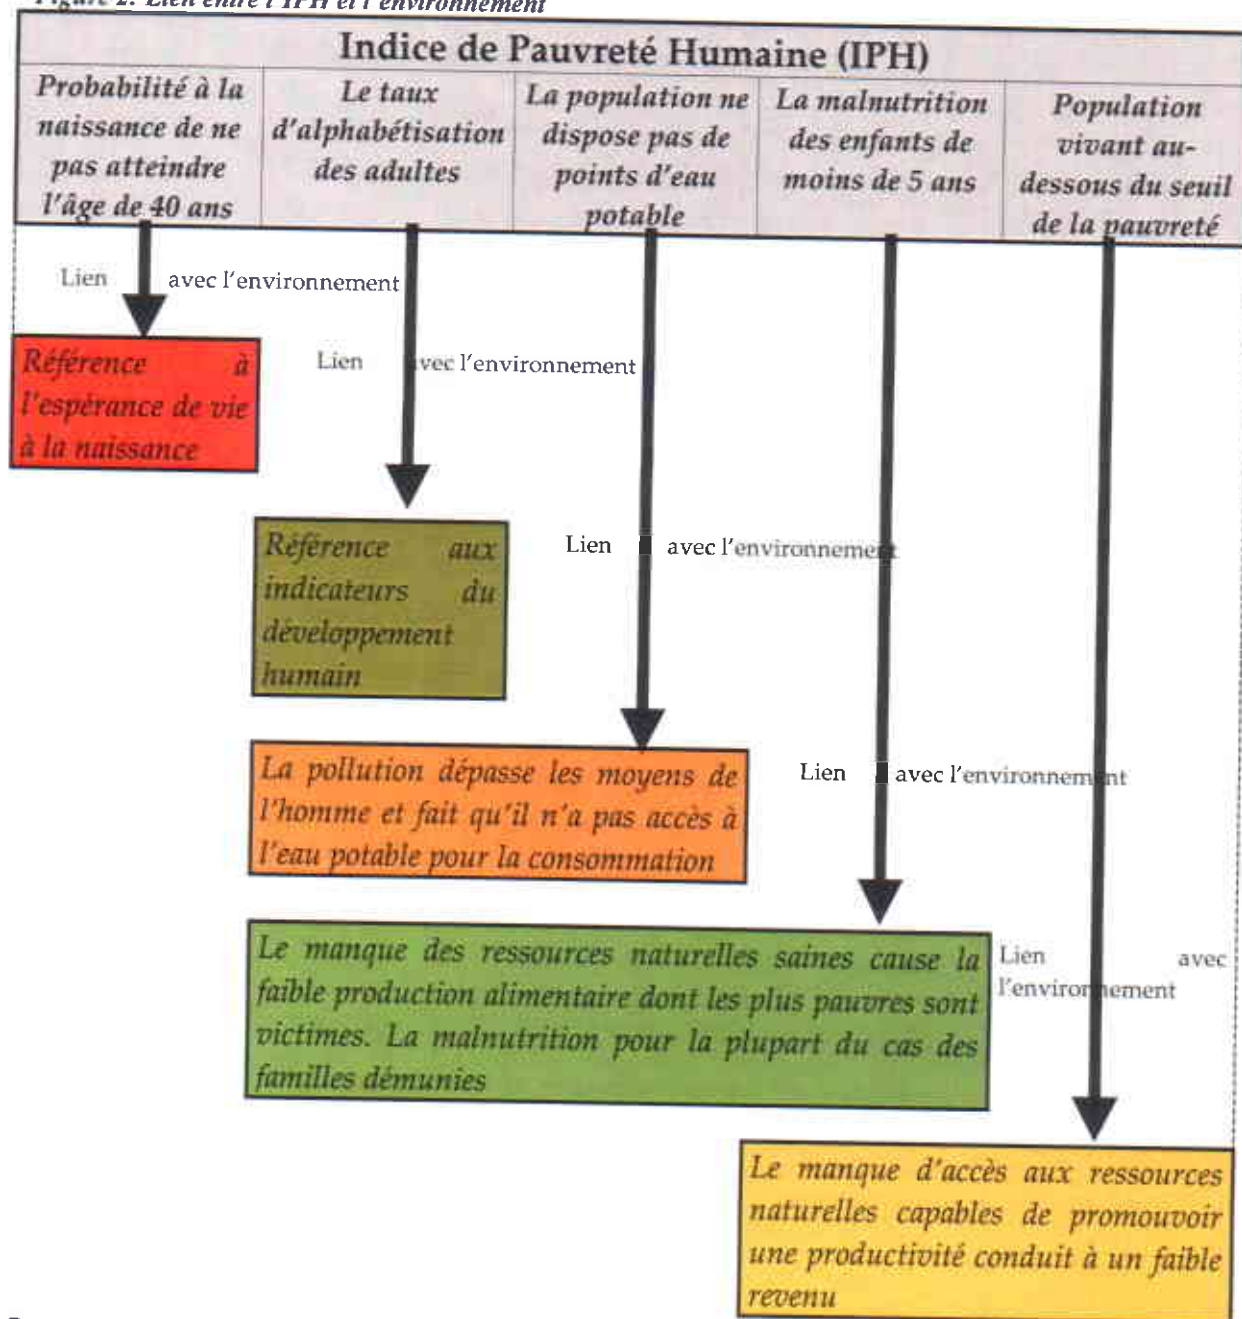 Figure 2: Lien entre l'IPH et l'environnement
Indice de Pauvreté Humaine (IPH)
Probabilité à la
naissance de ne
pas atteindre
l'âge de 40 ans
Le taux
d'alphabétisation
des adultes
La population ne
dispose pas de
points d'eau
potable
La malnutrition
des enfants de
moins de 5 ans
Population
vivant au-
dessous du seuil
de la pauvreté
Lien avec l'environnement
Référence à
l'espérance de vie
à la naissance
Lien avec l'environnement
Référence aux
indicateurs du
développement
humain
Lien avec l'environnement
La pollution dépasse les moyens de
l'homme et fait qu'il n'a pas accès à
l'eau potable pour la consommation
Lien avec l'environnement
Le manque des ressources naturelles saines cause la
faible production alimentaire dont les plus pauvres sont
victimes. La malnutrition pour la plupart du cas des
familles démunies
Lien avec
l'environnement
Le manque d'accès aux ressources
naturelles capables de promouvoir
une productivité conduit à un faible
revenu